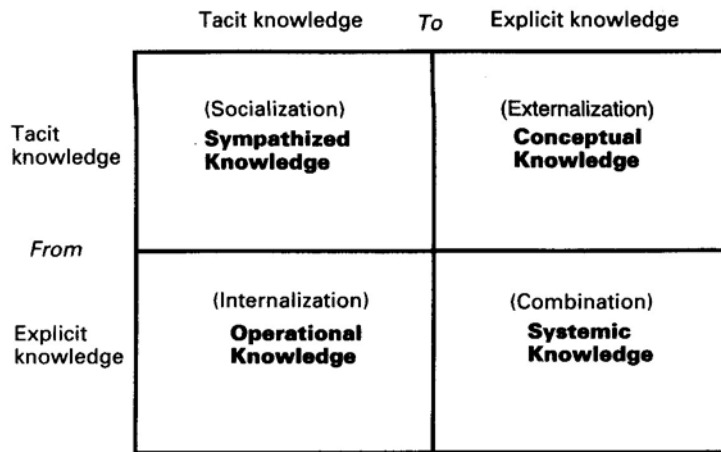 Tacit knowledge To Explicit knowledge
Tacit
knowledge
(Socialization)
Sympathized
Knowledge
(Externalization)
Conceptual
Knowledge
From
Explicit
knowledge
(Internalization)
Operational
Knowledge
(Combination)
Systemic
Knowledge